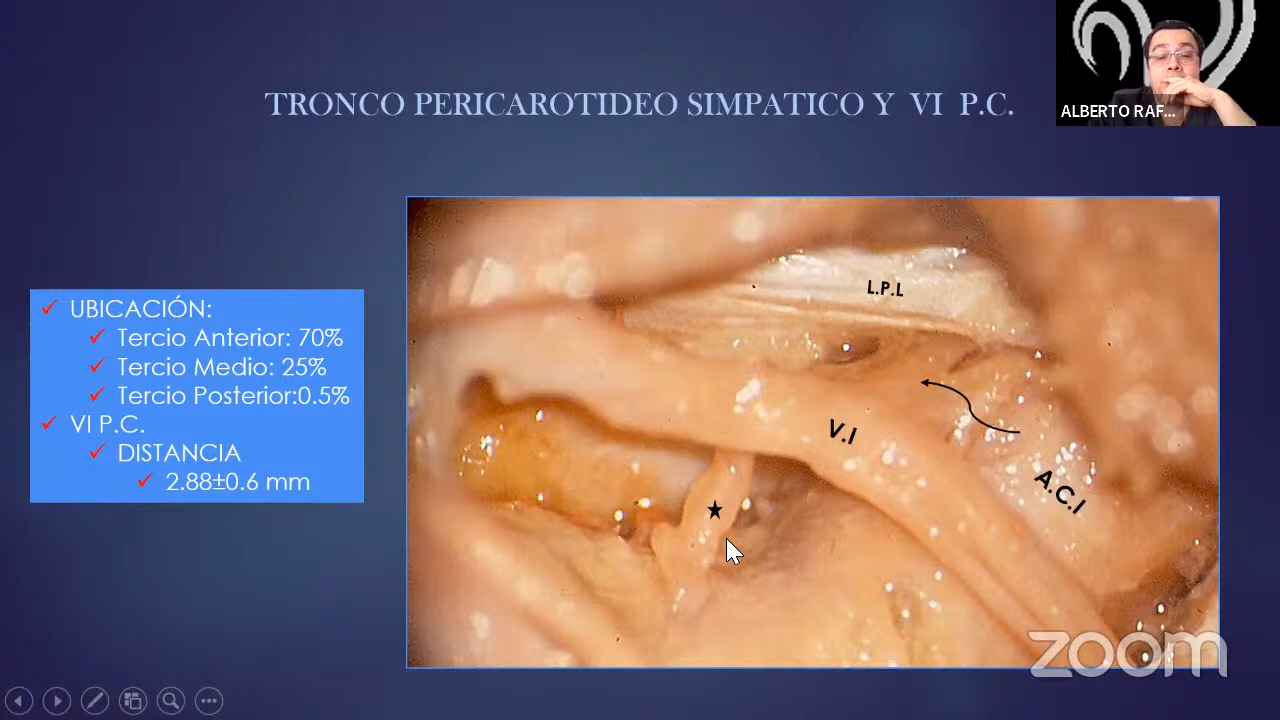 TRONCO PERICAROTIDEO SIMPATICO Y VI P.C.
ALBERTO RAF...
UBICACIÓN:
Tercio Anterior: 70%
Tercio Medio: 25%
Tercio Posterior:0.5%
VI P.C.
DISTANCIA
2.88±0.6 mm
L.P.L
V.I
A.C.I
zoom